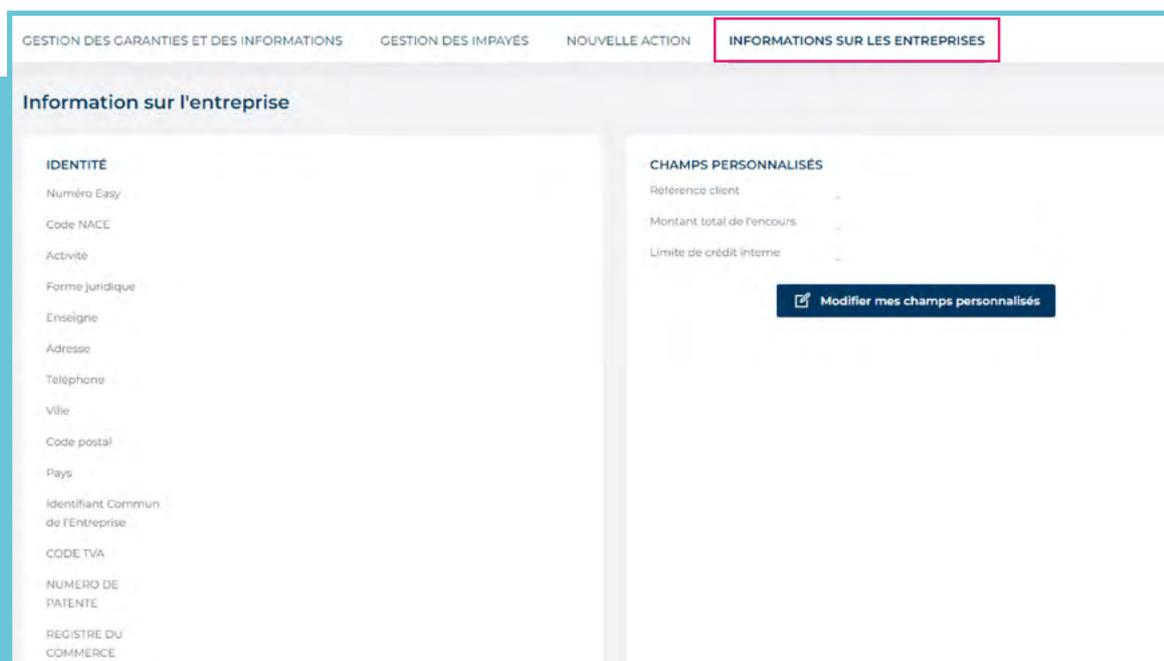 GESTION DES GARANTIES ET DES INFORMATIONS GESTION DES IMPAYÉS NOUVELLE ACTION INFORMATIONS SUR LES ENTREPRISES
Information sur l'entreprise
IDENTITÉ
Numéro Easy
Code NACE
Activité
Forme juridique
Enseigne
Adresse
Téléphone
Ville
Code postal
Pays
Identifiant Commun
de l'Entreprise
CODE TVA
NUMERO DE
PATENTE
REGISTRE DU
COMMERCE
CHAMPS PERSONNALISÉS
Référence client _
Montant total de l'encours _
Limite de crédit interne _
Modifier mes champs personnalisés